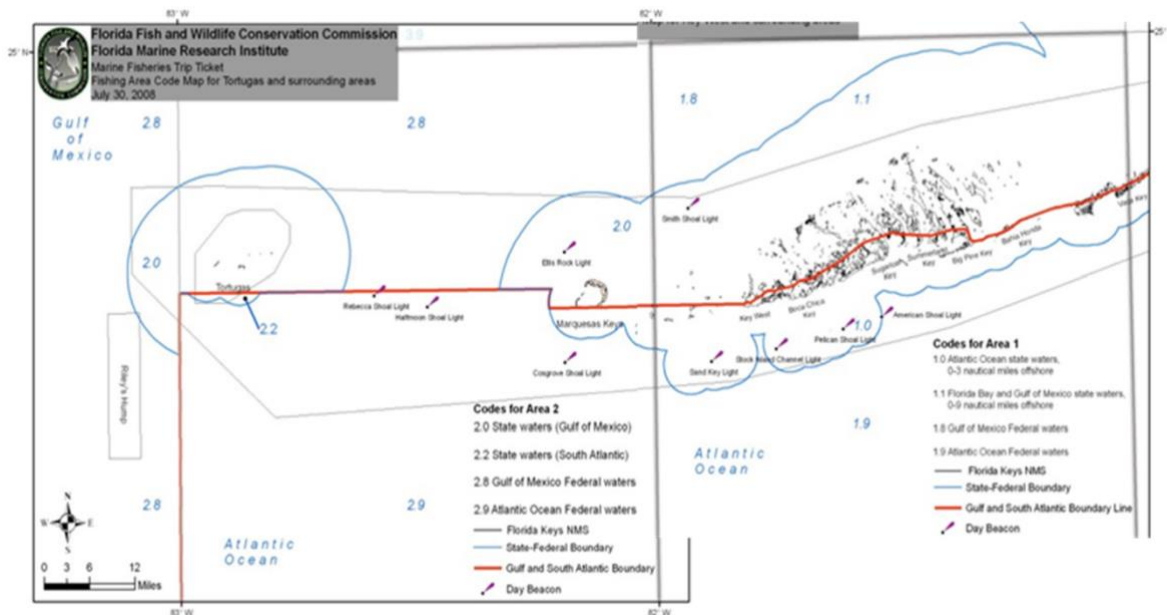 83° W
82° W
Florida Fish and Wildlife Conservation Commission
3.9
Florida Marine Research Institute
Marine Fisheries Trip Ticket
Fishing Area Code Map for Tortugas and surrounding areas
July 30, 2008
25° N
25°
Gulf
of
Mexico
2.8
2.8
1.8
1.1
Smith Shoal Light
2.0
2.0
Ellis Rock Light
Tortugas
Rebecca Shoal Light
Halfmoon Shoal Light
2.2
Marquesas Keys
Key West
Boca Chica
Key
Sugarloaf
Key
Summerland
Key
Big Pine Key
Bahia Honda
Key
Vaca Key
Cosgrove Shoal Light
Sand Key Light
Stock Island Channel Light
Pelican Shoal Light
American Shoal Light
1.0
1.9
Riley's Hump
Atlantic
Ocean
2.8
2.9
Atlantic
Ocean
N
W
E
S
0 3 6 12
Miles
Codes for Area 2
2.0 State waters (Gulf of Mexico)
2.2 State waters (South Atlantic)
2.8 Gulf of Mexico Federal waters
2.9 Atlantic Ocean Federal waters
Florida Keys NMS
State-Federal Boundary
Gulf and South Atlantic Boundary
Day Beacon
Codes for Area 1
1.0 Atlantic Ocean state waters,
0-3 nautical miles offshore
1.1 Florida Bay and Gulf of Mexico state waters,
0-9 nautical miles offshore
1.8 Gulf of Mexico Federal waters
1.9 Atlantic Ocean Federal waters
Florida Keys NMS
State-Federal Boundary
Gulf and South Atlantic Boundary Line
Day Beacon
83° W
82° W